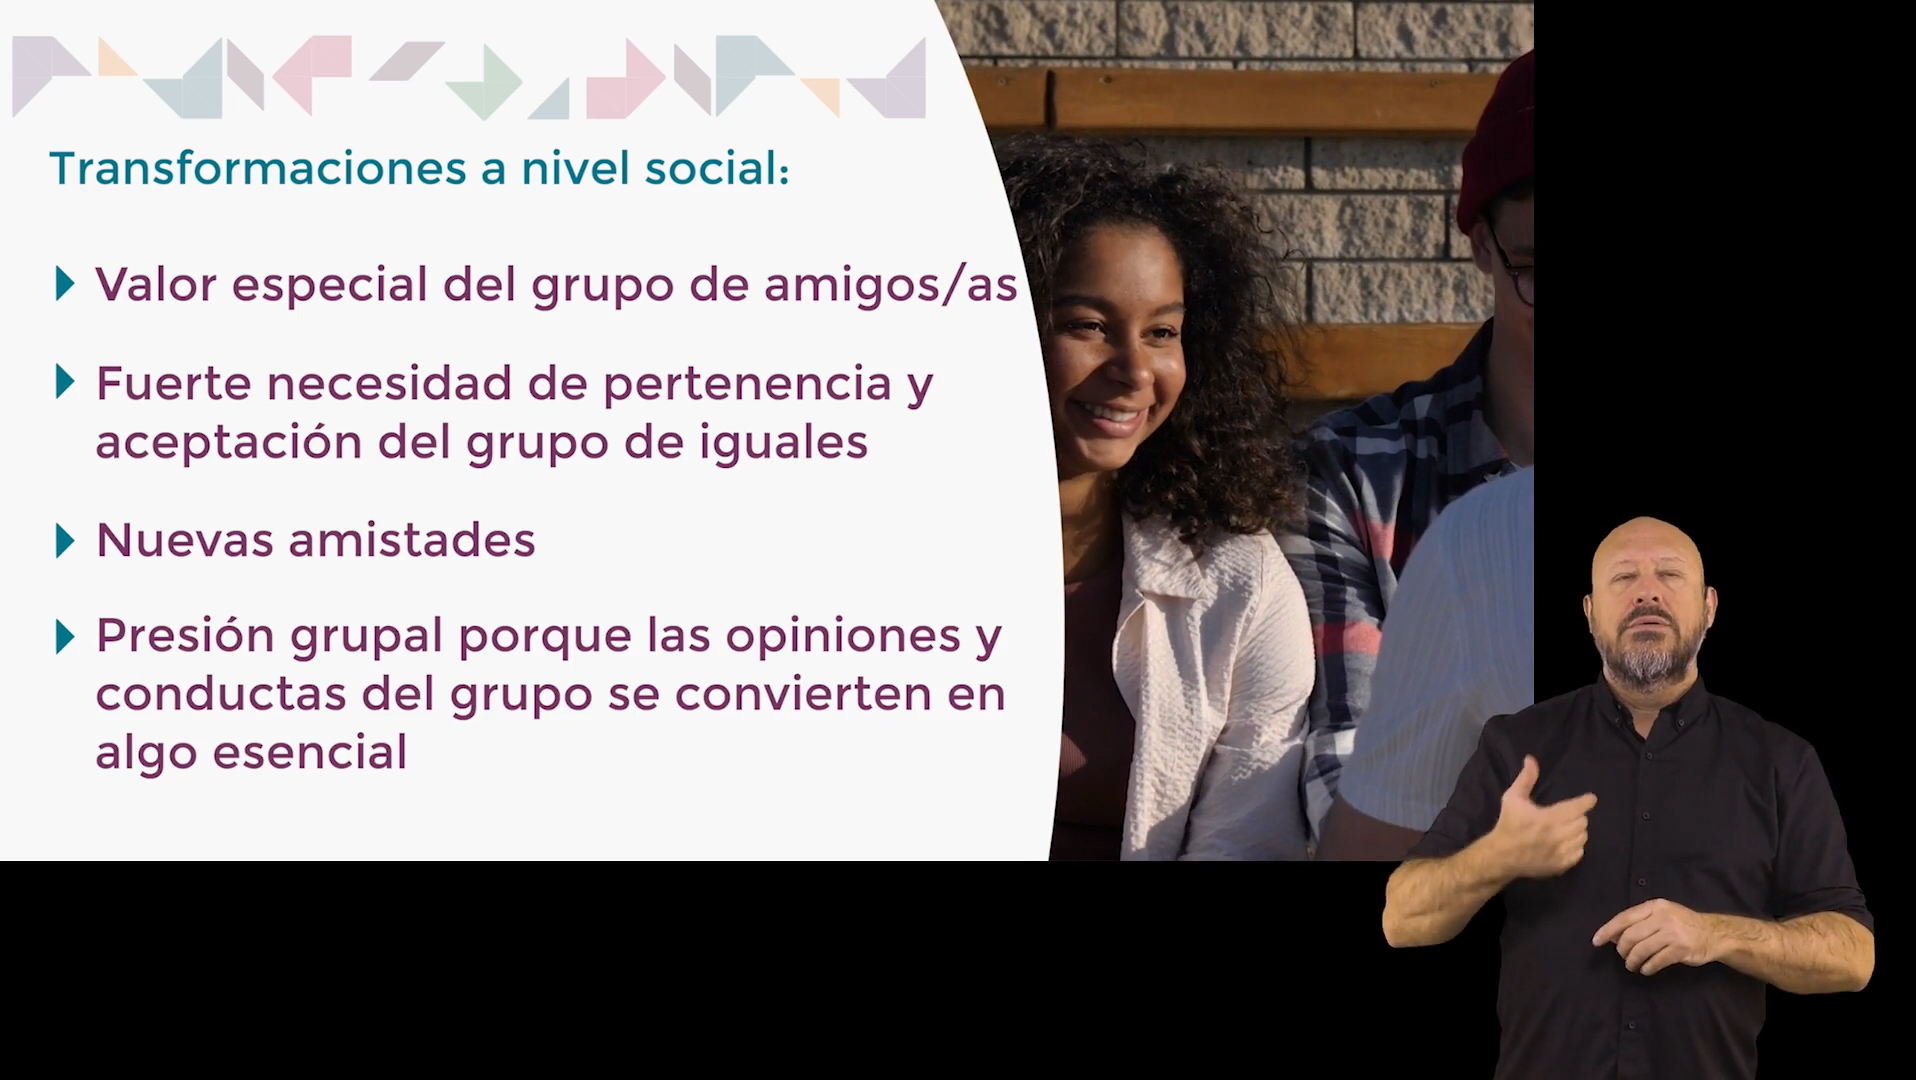 Transformaciones a nivel social:
Valor especial del grupo de amigos/as
Fuerte necesidad de pertenencia y
aceptación del grupo de iguales
Nuevas amistades
Presión grupal porque las opiniones y
conductas del grupo se convierten en
algo esencial